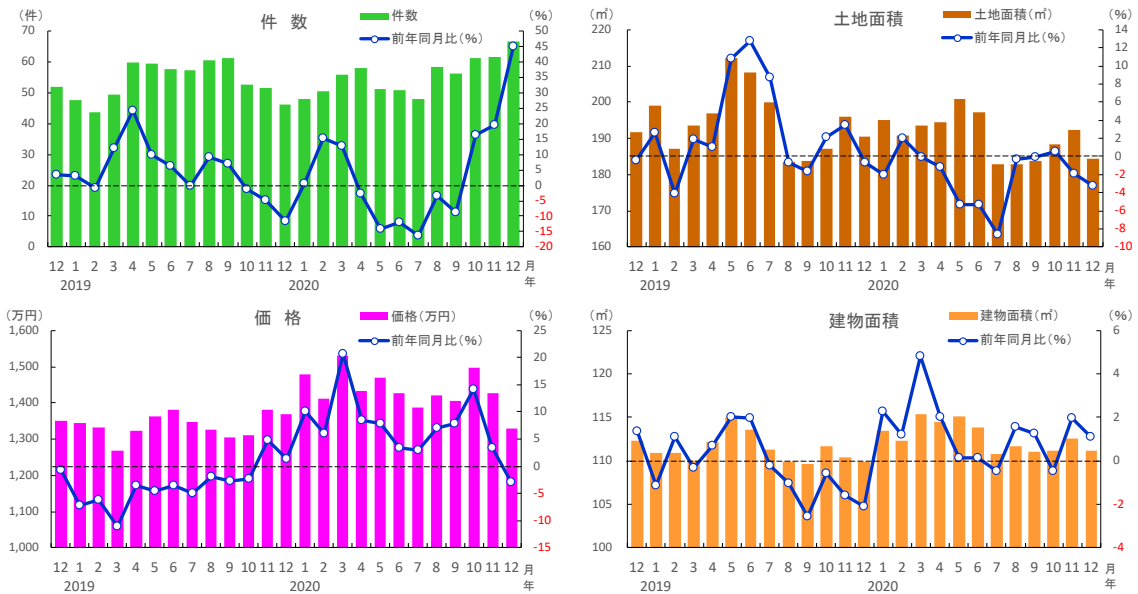 (件) 件 数 件数 (%)
前年同月比(%)
70 60 50 40 30 20 10 0
50 45 40 35 30 25 20 15 10 5 0 -5 -10 -15 -20
12 1 2 3 4 5 6 7 8 9 10 11 12 1 2 3 4 5 6 7 8 9 10 11 12 月
2019 2020 年
(㎡) 土地面積 土地面積(㎡) (%)
前年同月比(%)
220 210 200 190 180 170 160
14 12 10 8 6 4 2 0 -2 -4 -6 -8 -10
12 1 2 3 4 5 6 7 8 9 10 11 12 1 2 3 4 5 6 7 8 9 10 11 12 月
2019 2020 年
(万円) 価 格 価格(万円) (%)
前年同月比(%)
1,600 1,500 1,400 1,300 1,200 1,100 1,000
25 20 15 10 5 0 -5 -10 -15
12 1 2 3 4 5 6 7 8 9 10 11 12 1 2 3 4 5 6 7 8 9 10 11 12 月
2019 2020 年
(㎡) 建物面積 建物面積(㎡) (%)
前年同月比(%)
125 120 115 110 105 100
6 4 2 0 -2 -4
12 1 2 3 4 5 6 7 8 9 10 11 12 1 2 3 4 5 6 7 8 9 10 11 12 月
2019 2020 年